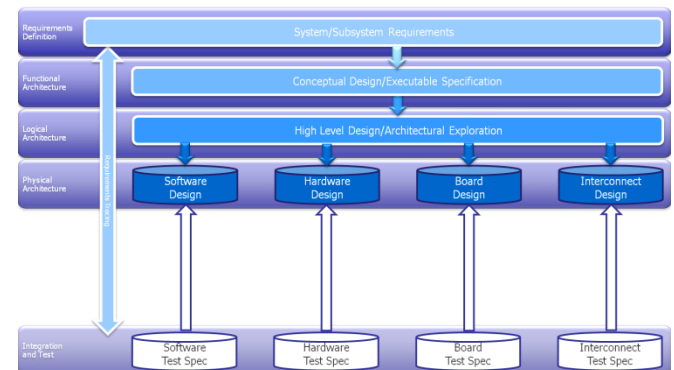 Requirements
Definition
System/Subsystem Requirements
Functional
Architecture
Conceptual Design/Executable Specification
Logical
Architecture
High Level Design/Architectural Exploration
Requirements Tracing
Physical
Architecture
Software
Design
Hardware
Design
Board
Design
Interconnect
Design
Integration
and Test
Software
Test Spec
Hardware
Test Spec
Board
Test Spec
Interconnect
Test Spec